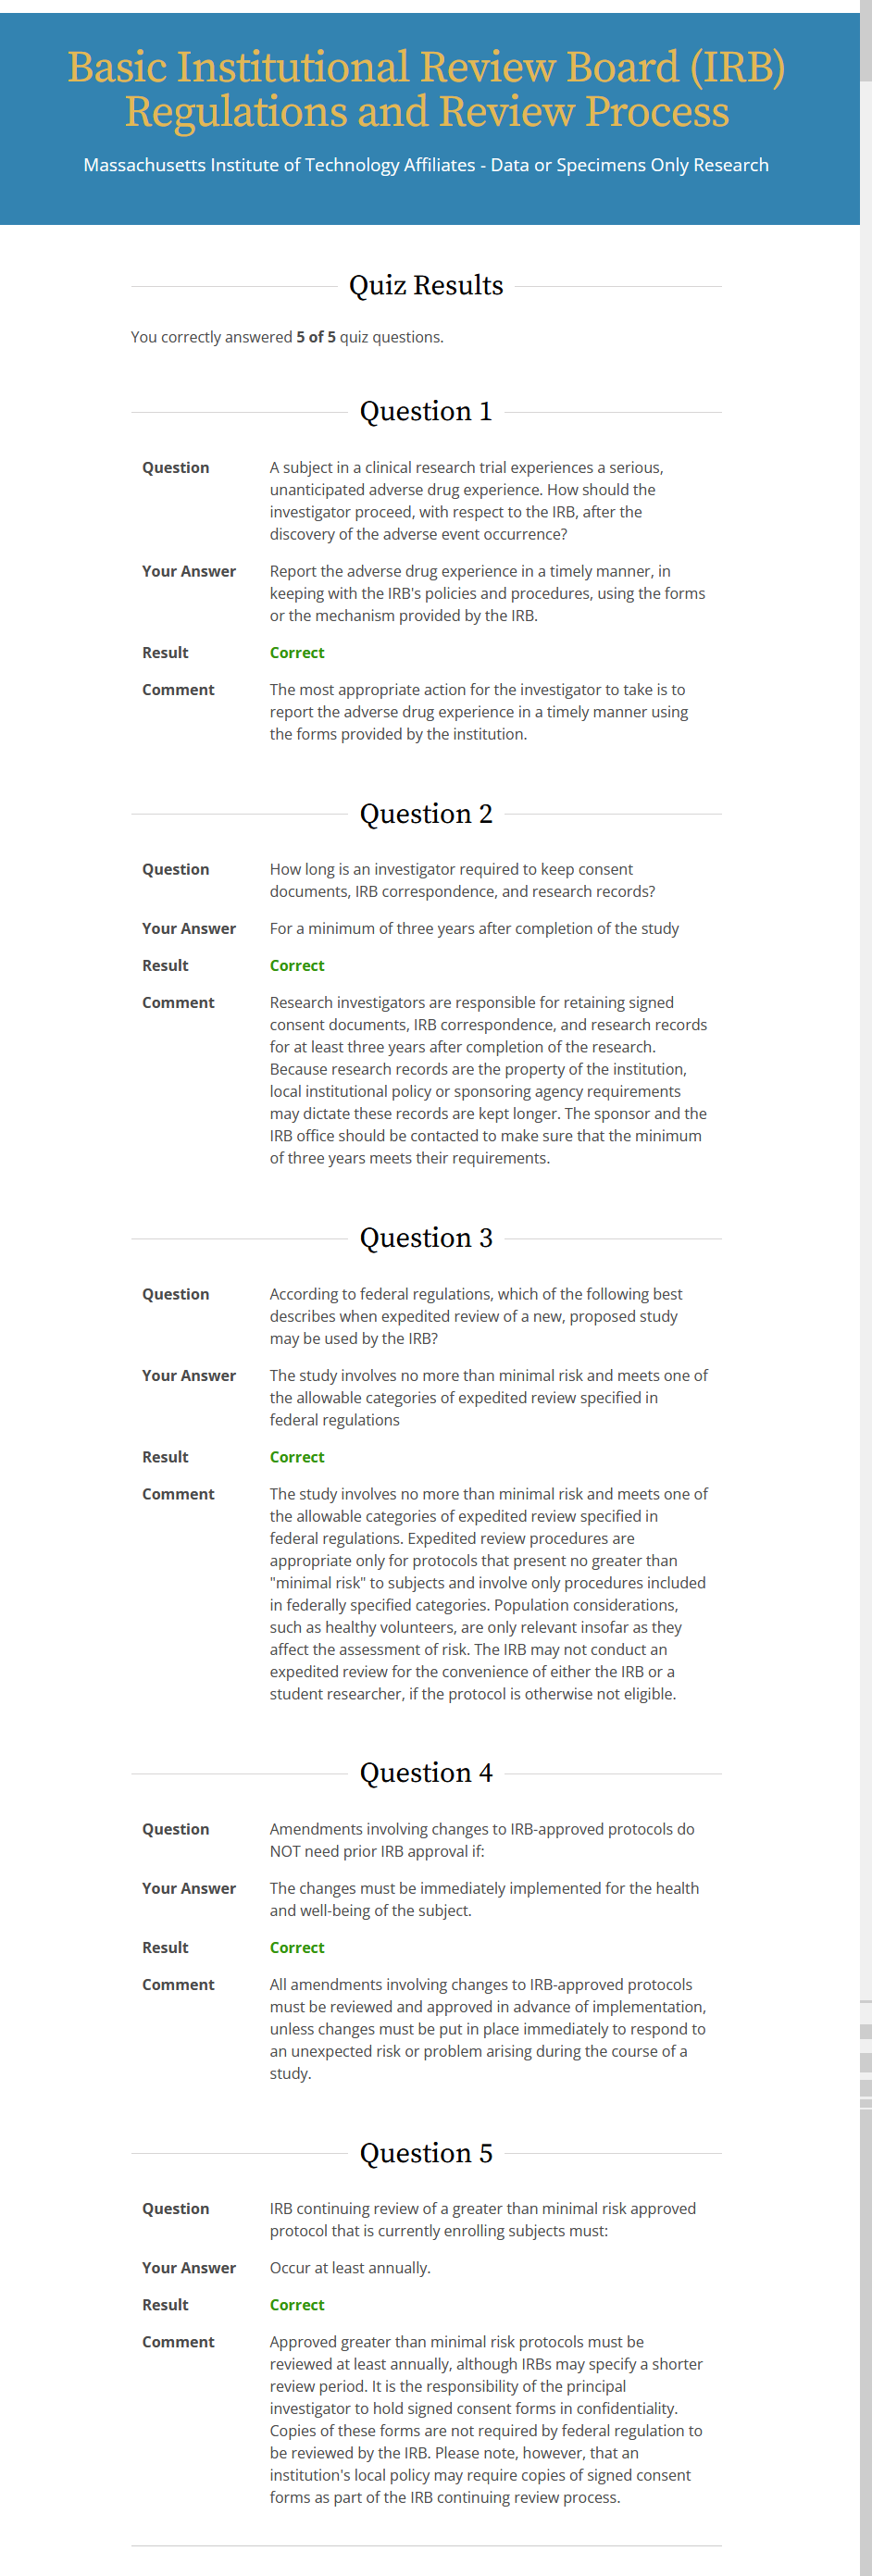 Basic Institutional Review Board (IRB)
Regulations and Review Process
Massachusetts Institute of Technology Affiliates - Data or Specimens Only Research
Quiz Results
You correctly answered 5 of 5 quiz questions.
Question 1
Question
A subject in a clinical research trial experiences a serious,
unanticipated adverse drug experience. How should the
investigator proceed, with respect to the IRB, after the
discovery of the adverse event occurrence?
Your Answer
Report the adverse drug experience in a timely manner, in
keeping with the IRB's policies and procedures, using the forms
or the mechanism provided by the IRB.
Result
Correct
Comment
The most appropriate action for the investigator to take is to
report the adverse drug experience in a timely manner using
the forms provided by the institution.
Question 2
Question
How long is an investigator required to keep consent
documents, IRB correspondence, and research records?
Your Answer
For a minimum of three years after completion of the study
Result
Correct
Comment
Research investigators are responsible for retaining signed
consent documents, IRB correspondence, and research records
for at least three years after completion of the research.
Because research records are the property of the institution,
local institutional policy or sponsoring agency requirements
may dictate these records are kept longer. The sponsor and the
IRB office should be contacted to make sure that the minimum
of three years meets their requirements.
Question 3
Question
According to federal regulations, which of the following best
describes when expedited review of a new, proposed study
may be used by the IRB?
Your Answer
The study involves no more than minimal risk and meets one of
the allowable categories of expedited review specified in
federal regulations
Result
Correct
Comment
The study involves no more than minimal risk and meets one of
the allowable categories of expedited review specified in
federal regulations. Expedited review procedures are
appropriate only for protocols that present no greater than
"minimal risk" to subjects and involve only procedures included
in federally specified categories. Population considerations,
such as healthy volunteers, are only relevant insofar as they
affect the assessment of risk. The IRB may not conduct an
expedited review for the convenience of either the IRB or a
student researcher, if the protocol is otherwise not eligible.
Question 4
Question
Amendments involving changes to IRB-approved protocols do
NOT need prior IRB approval if:
Your Answer
The changes must be immediately implemented for the health
and well-being of the subject.
Result
Correct
Comment
All amendments involving changes to IRB-approved protocols
must be reviewed and approved in advance of implementation,
unless changes must be put in place immediately to respond to
an unexpected risk or problem arising during the course of a
study.
Question 5
Question
IRB continuing review of a greater than minimal risk approved
protocol that is currently enrolling subjects must:
Your Answer
Occur at least annually.
Result
Correct
Comment
Approved greater than minimal risk protocols must be
reviewed at least annually, although IRBs may specify a shorter
review period. It is the responsibility of the principal
investigator to hold signed consent forms in confidentiality.
Copies of these forms are not required by federal regulation to
be reviewed by the IRB. Please note, however, that an
institution's local policy may require copies of signed consent
forms as part of the IRB continuing review process.